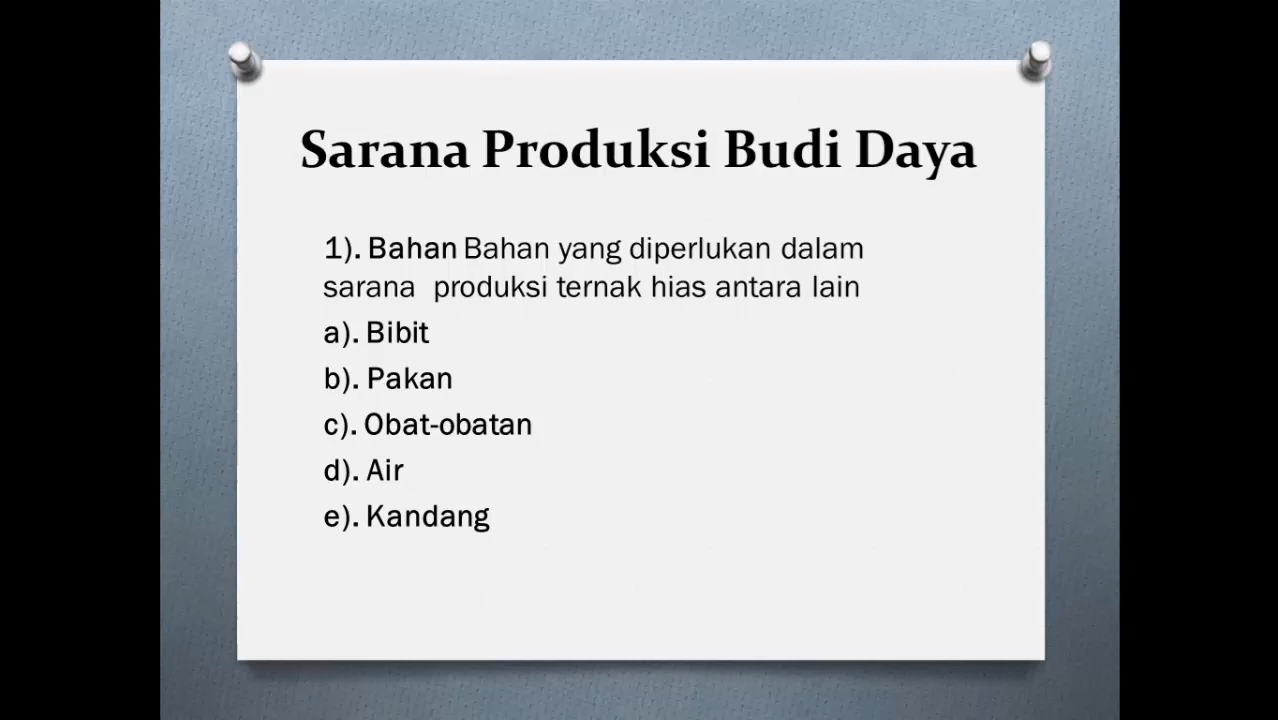 Sarana Produksi Budi Daya
1). Bahan Bahan yang diperlukan dalam
sarana produksi ternak hias antara lain
a). Bibit
b). Pakan
c). Obat-obatan
d). Air
e). Kandang